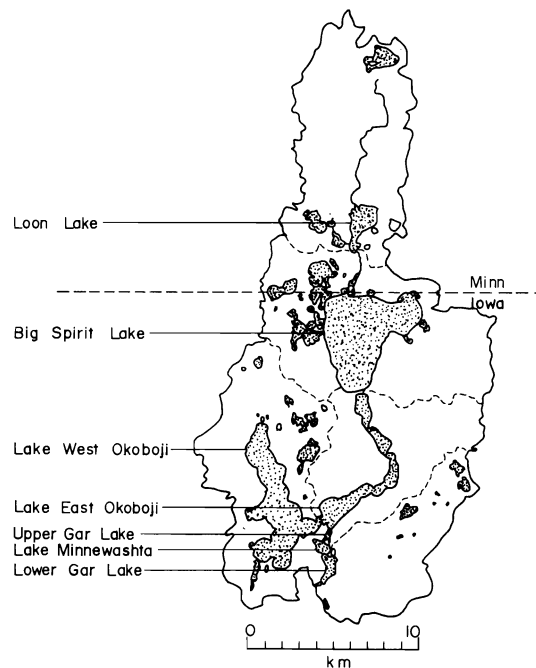 Loon Lake
Minn
Iowa
Big Spirit Lake
Lake West Okoboji
Lake East Okoboji
Upper Gar Lake
Lake Minnewashta
Lower Gar Lake
0 10
km